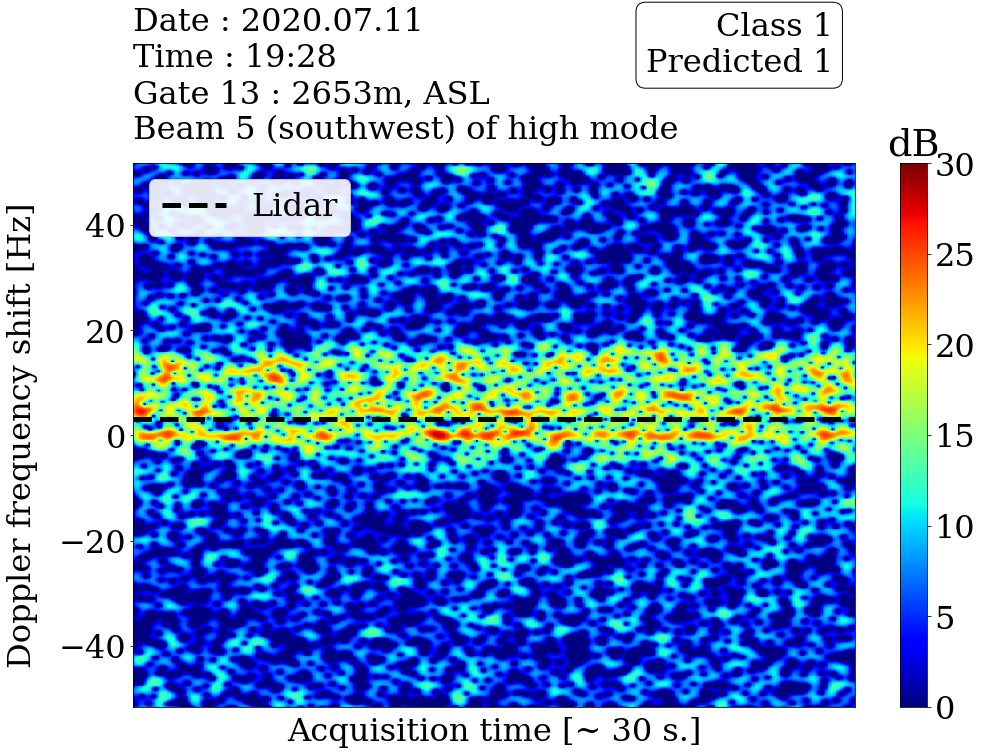 Date : 2020.07.11
Time : 19:28
Gate 13 : 2653m, ASL
Beam 5 (southwest) of high mode
Class 1
Predicted 1
dB
Lidar
Doppler frequency shift [Hz]
40
20
0
−20
−40
30
25
20
15
10
5
0
Acquisition time [~ 30 s.]